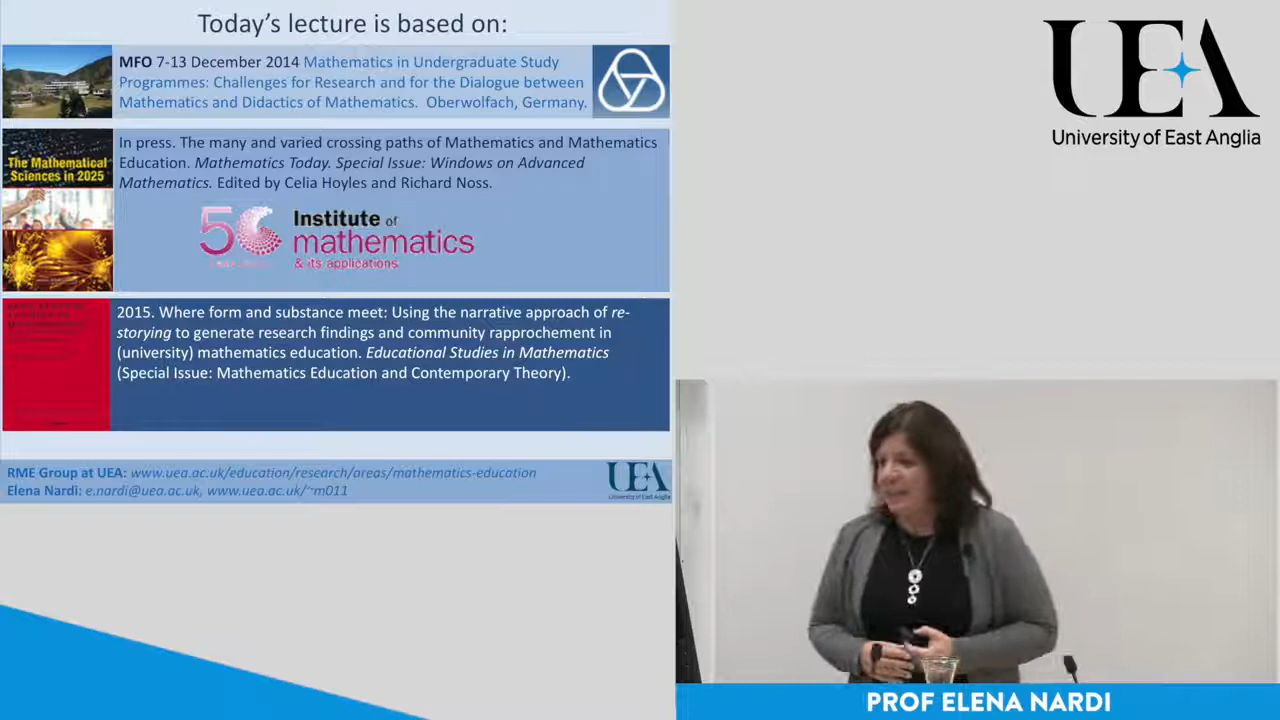 Today's lecture is based on:
MFO 7-13 December 2014 Mathematics in Undergraduate Study
Programmes: Challenges for Research and for the Dialogue between
Mathematics and Didactics of Mathematics. Oberwolfach, Germany.
The Mathematical
Sciences in 2025
In press. The many and varied crossing paths of Mathematics and Mathematics
Education. Mathematics Today. Special Issue: Windows on Advanced
Mathematics. Edited by Celia Hoyles and Richard Noss.
50
Institute of
mathematics
& its applications
2015. Where form and substance meet: Using the narrative approach of re-
storying to generate research findings and community rapprochement in
(university) mathematics education. Educational Studies in Mathematics
(Special Issue: Mathematics Education and Contemporary Theory).
RME Group at UEA: www.uea.ac.uk/education/research/areas/mathematics-education
Elena Nardi: e.nardi@uea.ac.uk, www.uea.ac.uk/~m011
UEA
University of East Anglia
UEA
University of East Anglia
PROF ELENA NARDI